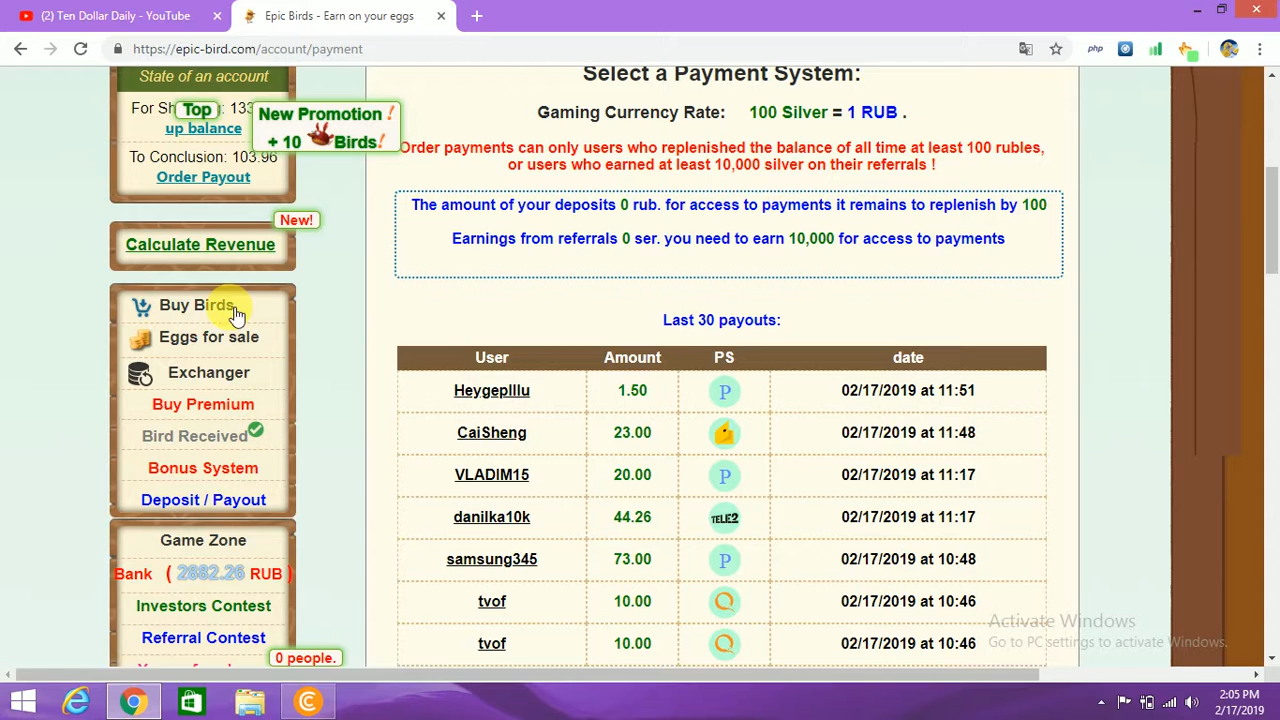 (2) Ten Dollar Daily - YouTube
Epic Birds - Earn on your eggs
https://epic-bird.com/account/payment
php
State of an account
Top
up balance
To Conclusion: 103.96
Order Payout
New Promotion!
+ 10 Birds!
New!
Calculate Revenue
Buy Birds
Eggs for sale
Exchanger
Buy Premium
Bird Received
Bonus System
Deposit / Payout
Game Zone
Bank ( 2882.26 RUB )
Investors Contest
Referral Contest
0 people.
Select a Payment System:
Gaming Currency Rate: 100 Silver = 1 RUB .
Order payments can only users who replenished the balance of all time at least 100 rubles,
or users who earned at least 10,000 silver on their referrals !
The amount of your deposits 0 rub. for access to payments it remains to replenish by 100
Earnings from referrals 0 ser. you need to earn 10,000 for access to payments
Last 30 payouts:
User Amount PS date
Heygeplllu 1.50 P 02/17/2019 at 11:51
CaiSheng 23.00 02/17/2019 at 11:48
VLADIM15 20.00 P 02/17/2019 at 11:17
danilka10k 44.26 TELE2 02/17/2019 at 11:17
samsung345 73.00 P 02/17/2019 at 10:48
tvof 10.00 02/17/2019 at 10:46
tvof 10.00 02/17/2019 at 10:46
Activate Windows
Go to PC settings to activate Windows.
2:05 PM
2/17/2019